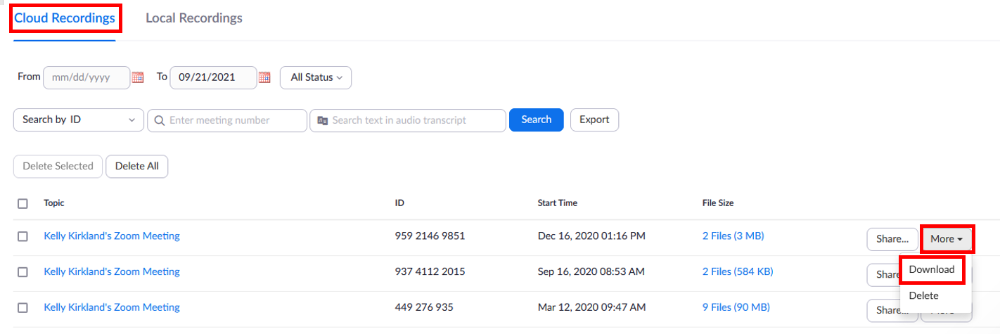 Cloud Recordings Local Recordings
From mm/dd/yyyy To 09/21/2021 All Status
Search by ID Enter meeting number Search text in audio transcript Search Export
Delete Selected Delete All
Topic ID Start Time File Size
Kelly Kirkland's Zoom Meeting 959 2146 9851 Dec 16, 2020 01:16 PM 2 Files (3 MB) Share... More
Kelly Kirkland's Zoom Meeting 937 4112 2015 Sep 16, 2020 08:53 AM 2 Files (584 KB) Download
Kelly Kirkland's Zoom Meeting 449 276 935 Mar 12, 2020 09:47 AM 9 Files (90 MB) Share... Delete